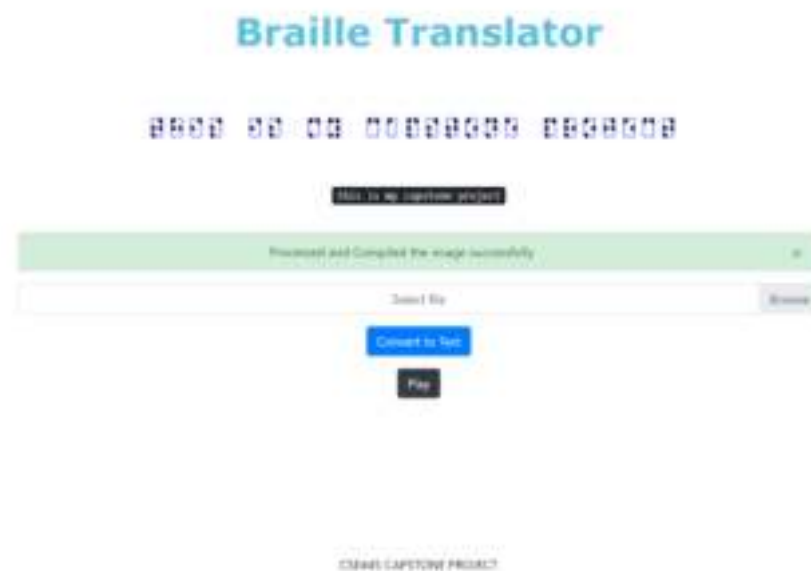 Braille Translator
⠞⠓⠊⠎ ⠊⠎ ⠍⠽ ⠉⠁⠏⠎⠞⠕⠝⠑ ⠏⠗⠕⠚⠑⠉⠞
this is my capstone project
Processed and Compiled the image successfully ×
Select file Browse
Convert to Text
Play
CAPSTONE PROJECT